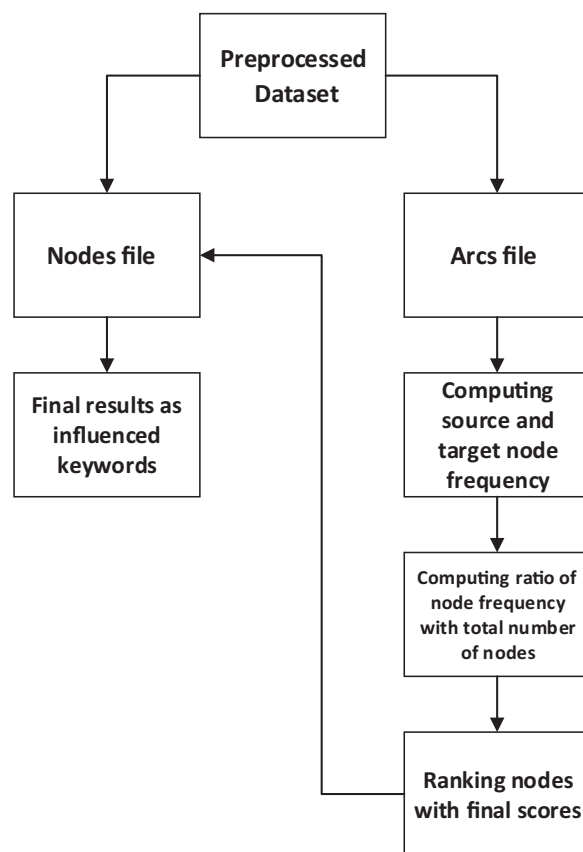 Preprocessed
Dataset
Nodes file
Arcs file
Final results as
influenced
keywords
Computing
source and
target node
frequency
Computing ratio of
node frequency
with total number
of nodes
Ranking nodes
with final scores